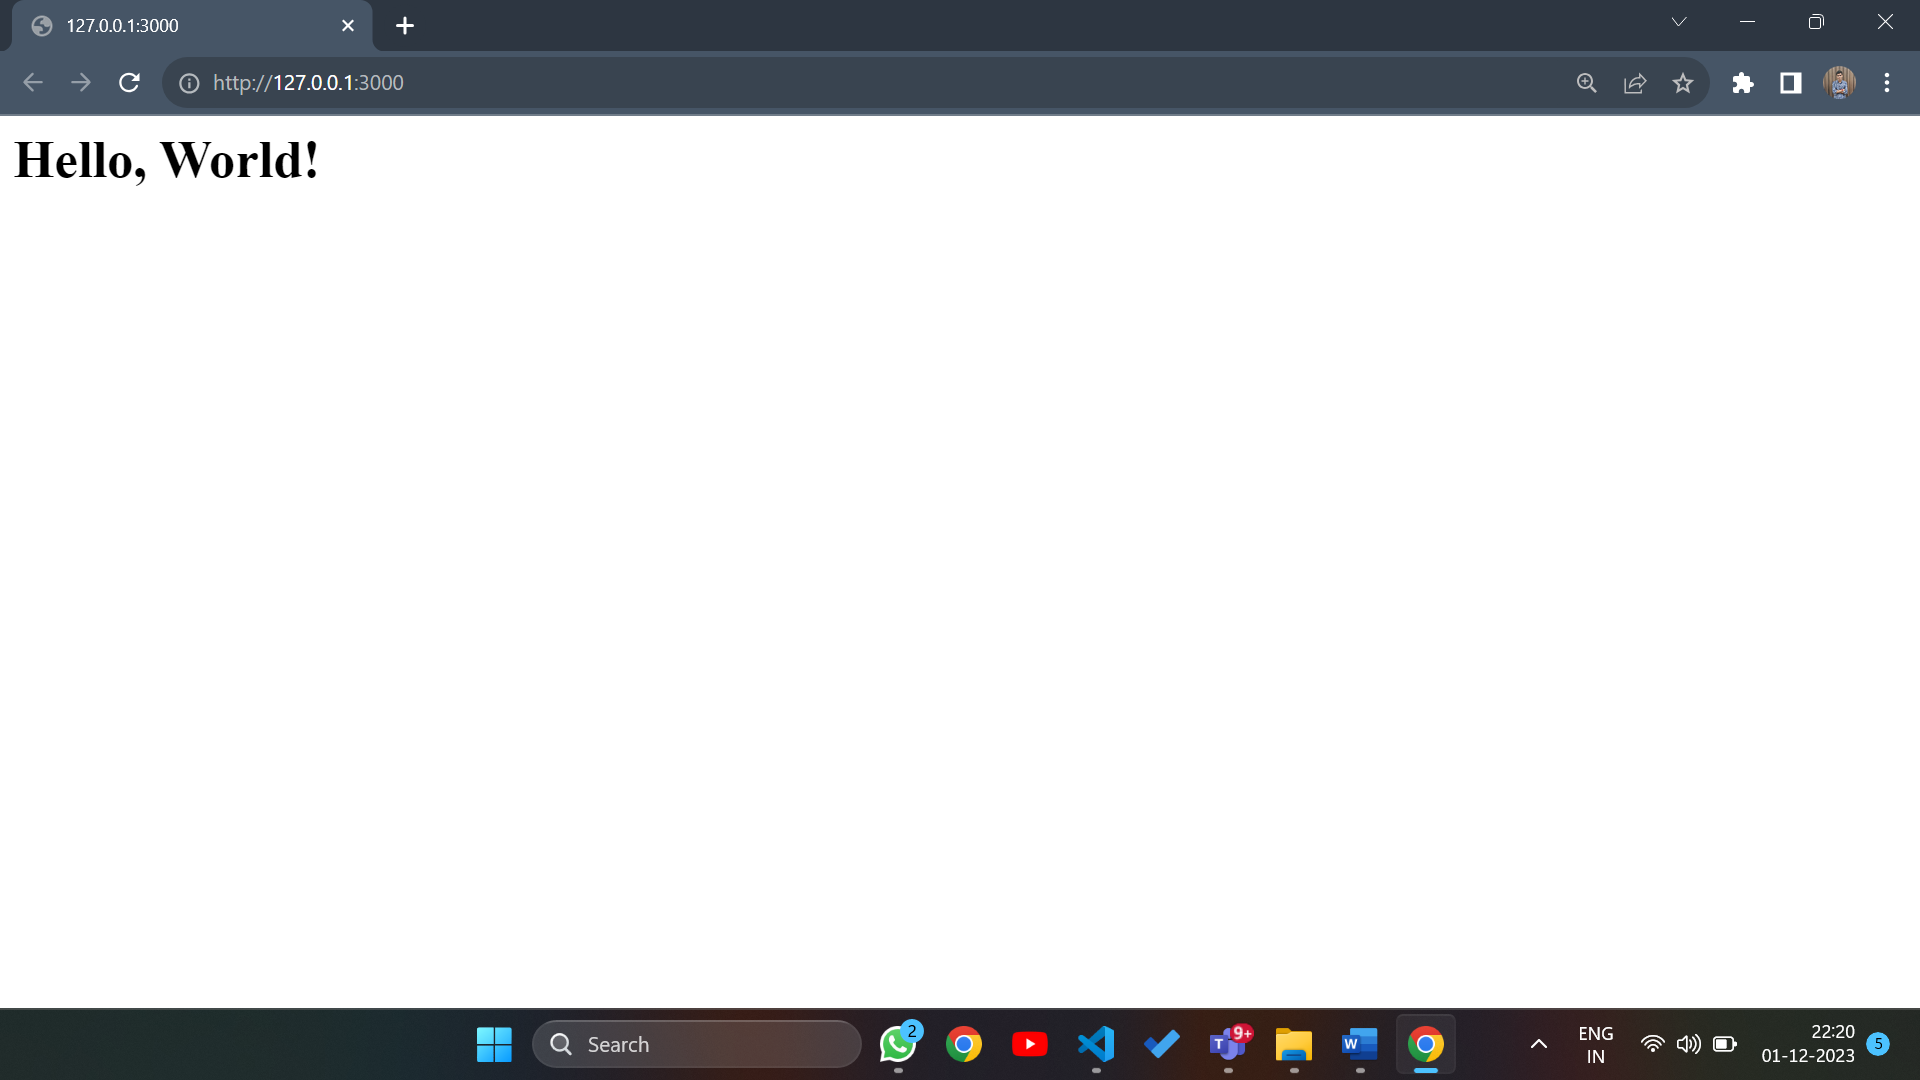 127.0.0.1:3000
http://127.0.0.1:3000
Hello, World!
Search
2
T
9+
W
ENG
IN
22:20
01-12-2023
5